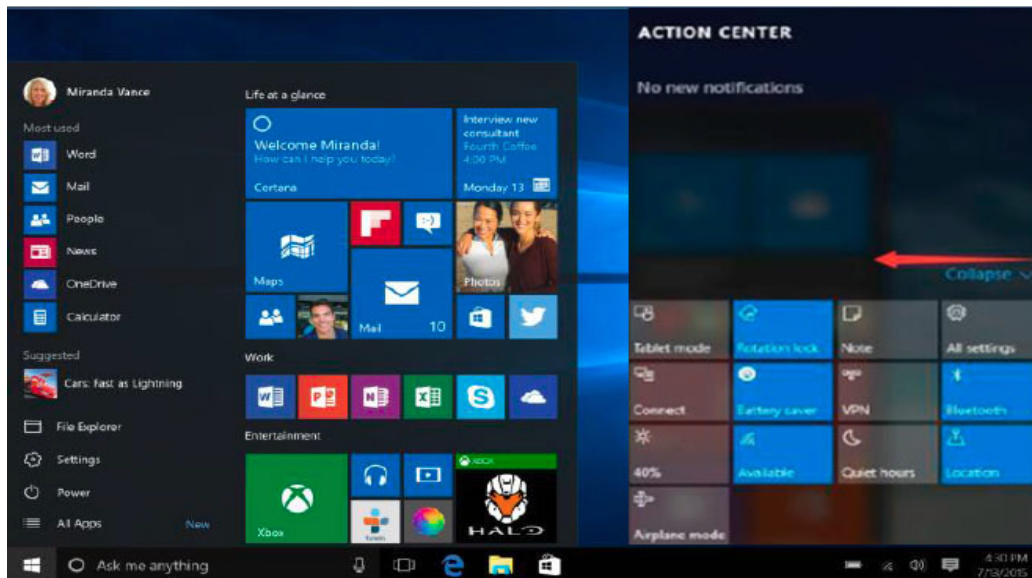 Miranda Vance
Most used
Word
Mail
People
News
OneDrive
Calculator
Suggested
Cars: Fast as Lightning
File Explorer
Settings
Power
All Apps
New
Life at a glance
Welcome Miranda!
How can I help you today?
Cortana
Interview new
consultant
Fourth Coffee
4:00 PM
Monday 13
Maps
Photos
Mail
10
Work
Entertainment
Xbox
XBOX
HALO
Ask me anything
ACTION CENTER
No new notifications
Collapse
Tablet mode
Rotation lock
Note
All settings
Connect
Battery saver
VPN
Bluetooth
40%
Available
Quiet hours
Location
Airplane mode
4:30 PM
7/13/2015